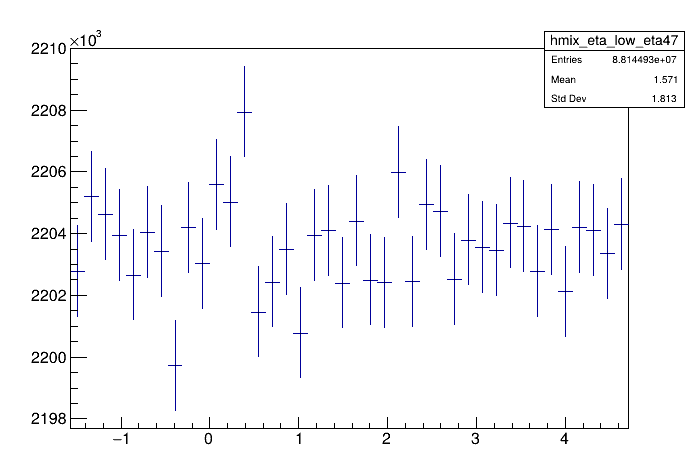 ×10³
hmix_eta_low_eta47
Entries 8.814493e+07
Mean 1.571
Std Dev 1.813
2210
2208
2206
2204
2202
2200
2198
−1 0 1 2 3 4